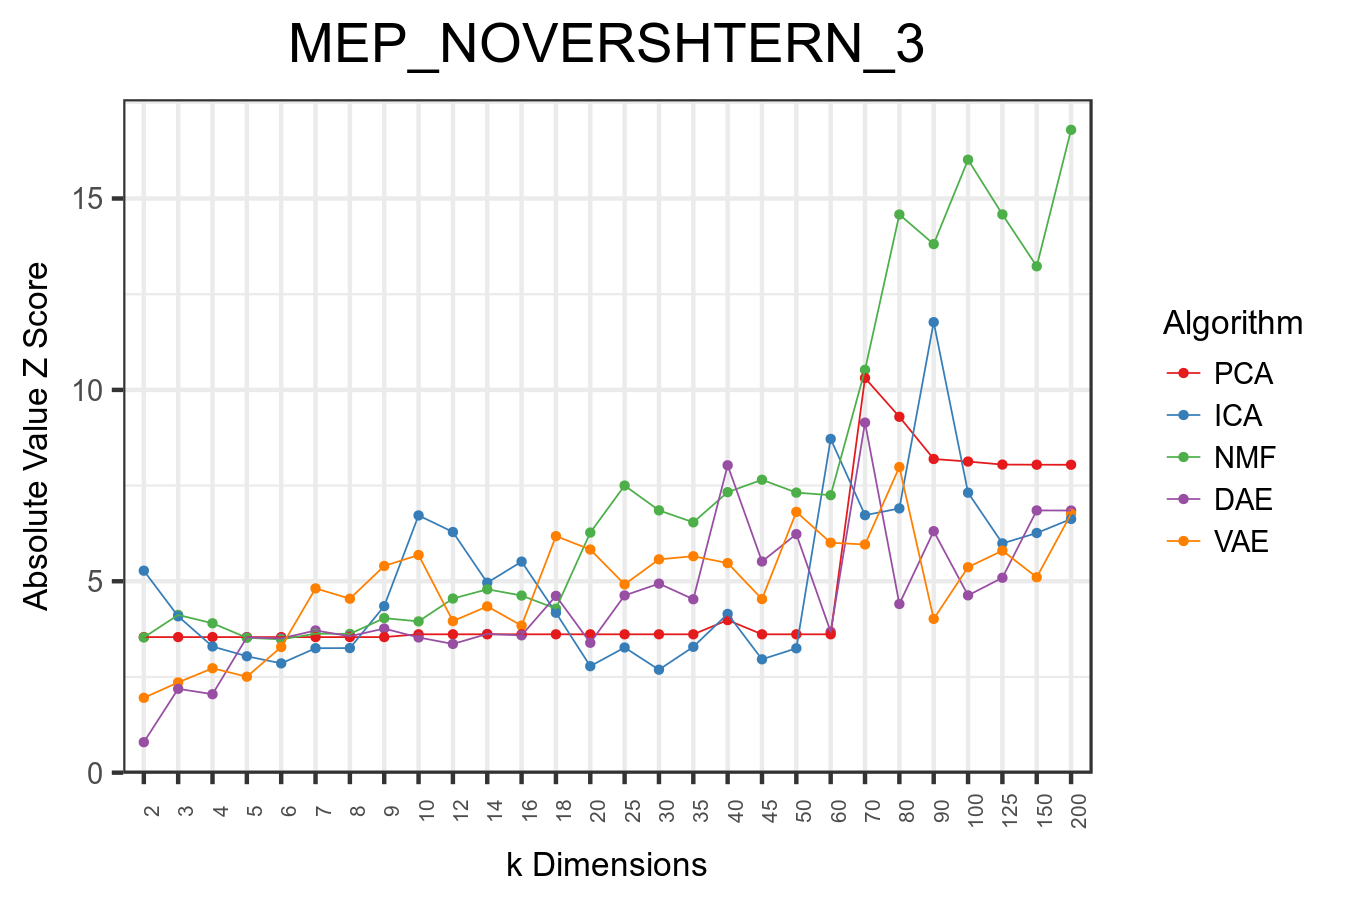 MEP_NOVERSHTERN_3
Absolute Value Z Score
15
10
5
0
2 3 4 5 6 7 8 9 10 12 14 16 18 20 25 30 35 40 45 50 60 70 80 90 100 125 150 200
k Dimensions
Algorithm
PCA
ICA
NMF
DAE
VAE